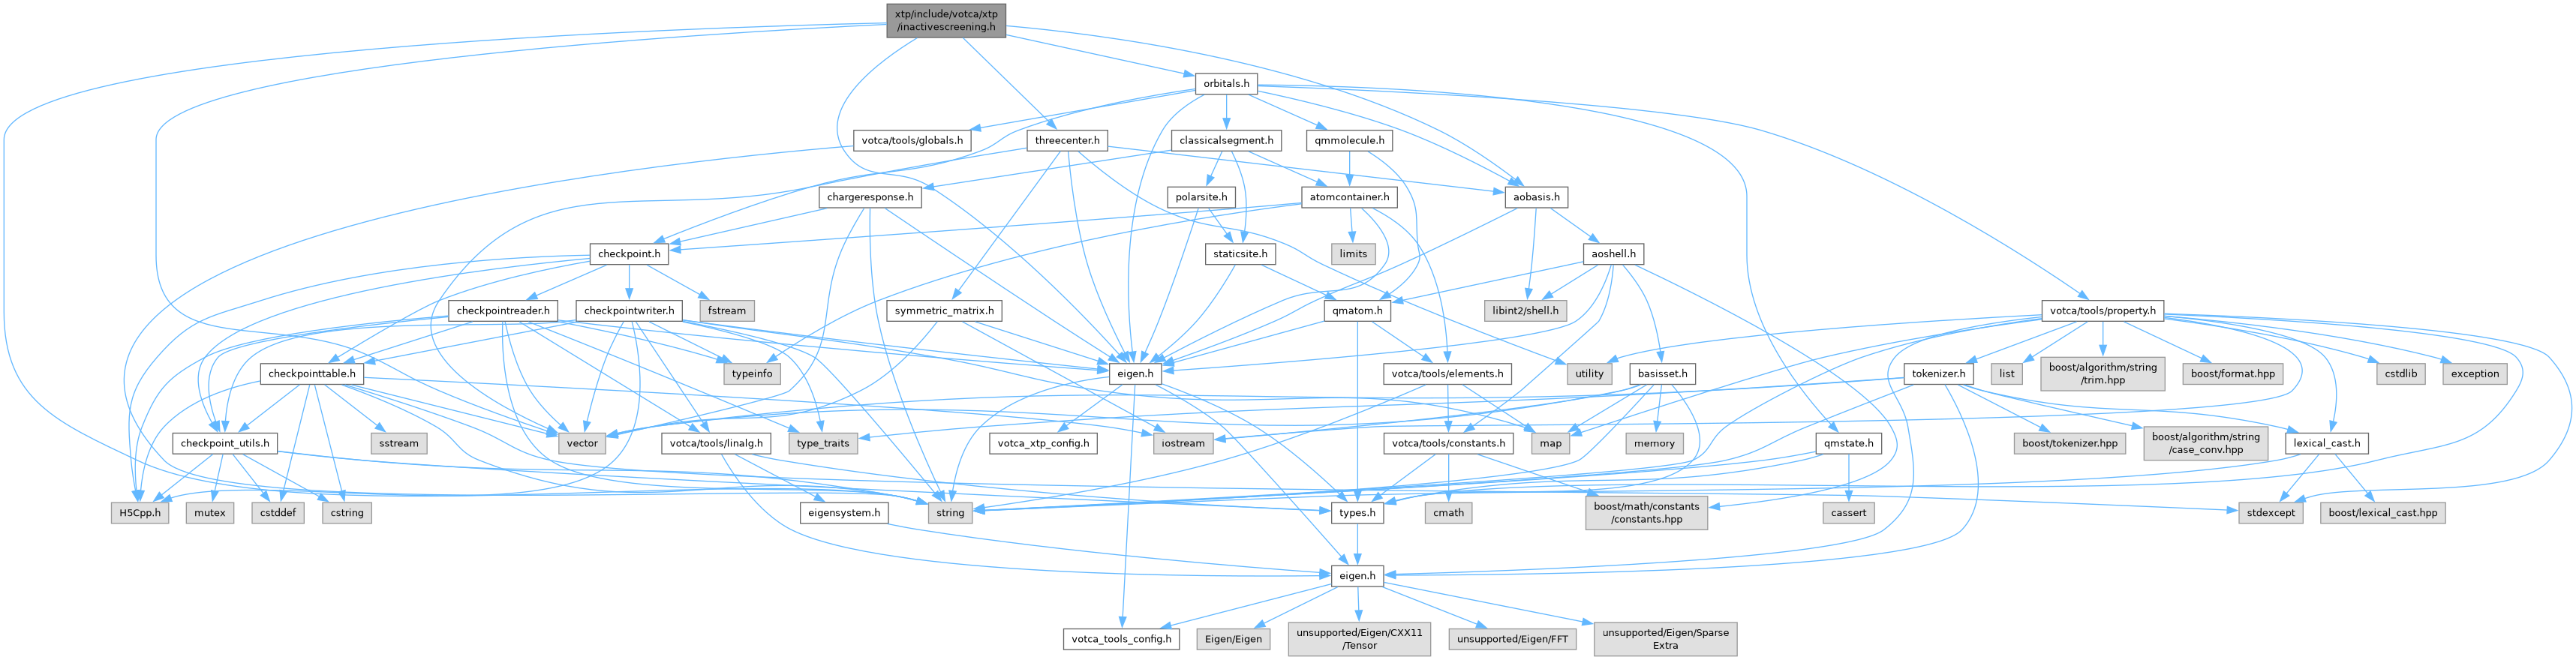 xtp/include/votca/xtp
/inactivescreening.h
orbitals.h
votca/tools/globals.h
threecenter.h
classicalsegment.h
qmmolecule.h
chargeresponse.h
polarsite.h
atomcontainer.h
aobasis.h
checkpoint.h
staticsite.h
limits
aoshell.h
checkpointreader.h
checkpointwriter.h
fstream
symmetric_matrix.h
qmatom.h
libint2/shell.h
votca/tools/property.h
checkpointtable.h
typeinfo
eigen.h
votca/tools/elements.h
utility
basisset.h
tokenizer.h
list
boost/algorithm/string
/trim.hpp
boost/format.hpp
cstdlib
exception
checkpoint_utils.h
sstream
vector
votca/tools/linalg.h
type_traits
votca_xtp_config.h
iostream
votca/tools/constants.h
map
memory
qmstate.h
boost/tokenizer.hpp
boost/algorithm/string
/case_conv.hpp
lexical_cast.h
H5Cpp.h
mutex
cstddef
cstring
eigensystem.h
string
types.h
cmath
boost/math/constants
/constants.hpp
cassert
stdexcept
boost/lexical_cast.hpp
eigen.h
votca_tools_config.h
Eigen/Eigen
unsupported/Eigen/CXX11
/Tensor
unsupported/Eigen/FFT
unsupported/Eigen/Sparse
Extra